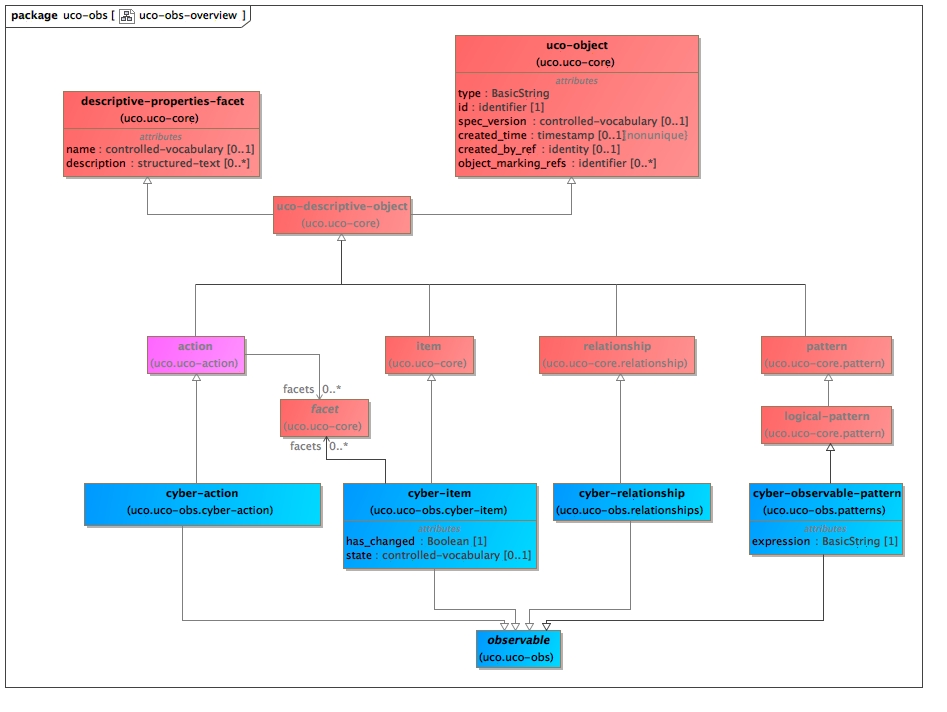 package uco-obs [ uco-obs-overview ]
uco-object
(uco.uco-core)
attributes
type : BasicString
id : identifier [1]
spec_version : controlled-vocabulary [0..1]
created_time : timestamp [0..1]{nonunique}
created_by_ref : identity [0..1]
object_marking_refs : identifier [0..*]
descriptive-properties-facet
(uco.uco-core)
attributes
name : controlled-vocabulary [0..1]
description : structured-text [0..*]
uco-descriptive-object
(uco.uco-core)
action
(uco.uco-action)
item
(uco.uco-core)
relationship
(uco.uco-core.relationship)
pattern
(uco.uco-core.pattern)
facets 0..*
facet
(uco.uco-core)
facets 0..*
logical-pattern
(uco.uco-core.pattern)
cyber-action
(uco.uco-obs.cyber-action)
cyber-item
(uco.uco-obs.cyber-item)
attributes
has_changed : Boolean [1]
state : controlled-vocabulary [0..1]
cyber-relationship
(uco.uco-obs.relationships)
cyber-observable-pattern
(uco.uco-obs.patterns)
attributes
expression : BasicString [1]
observable
(uco.uco-obs)